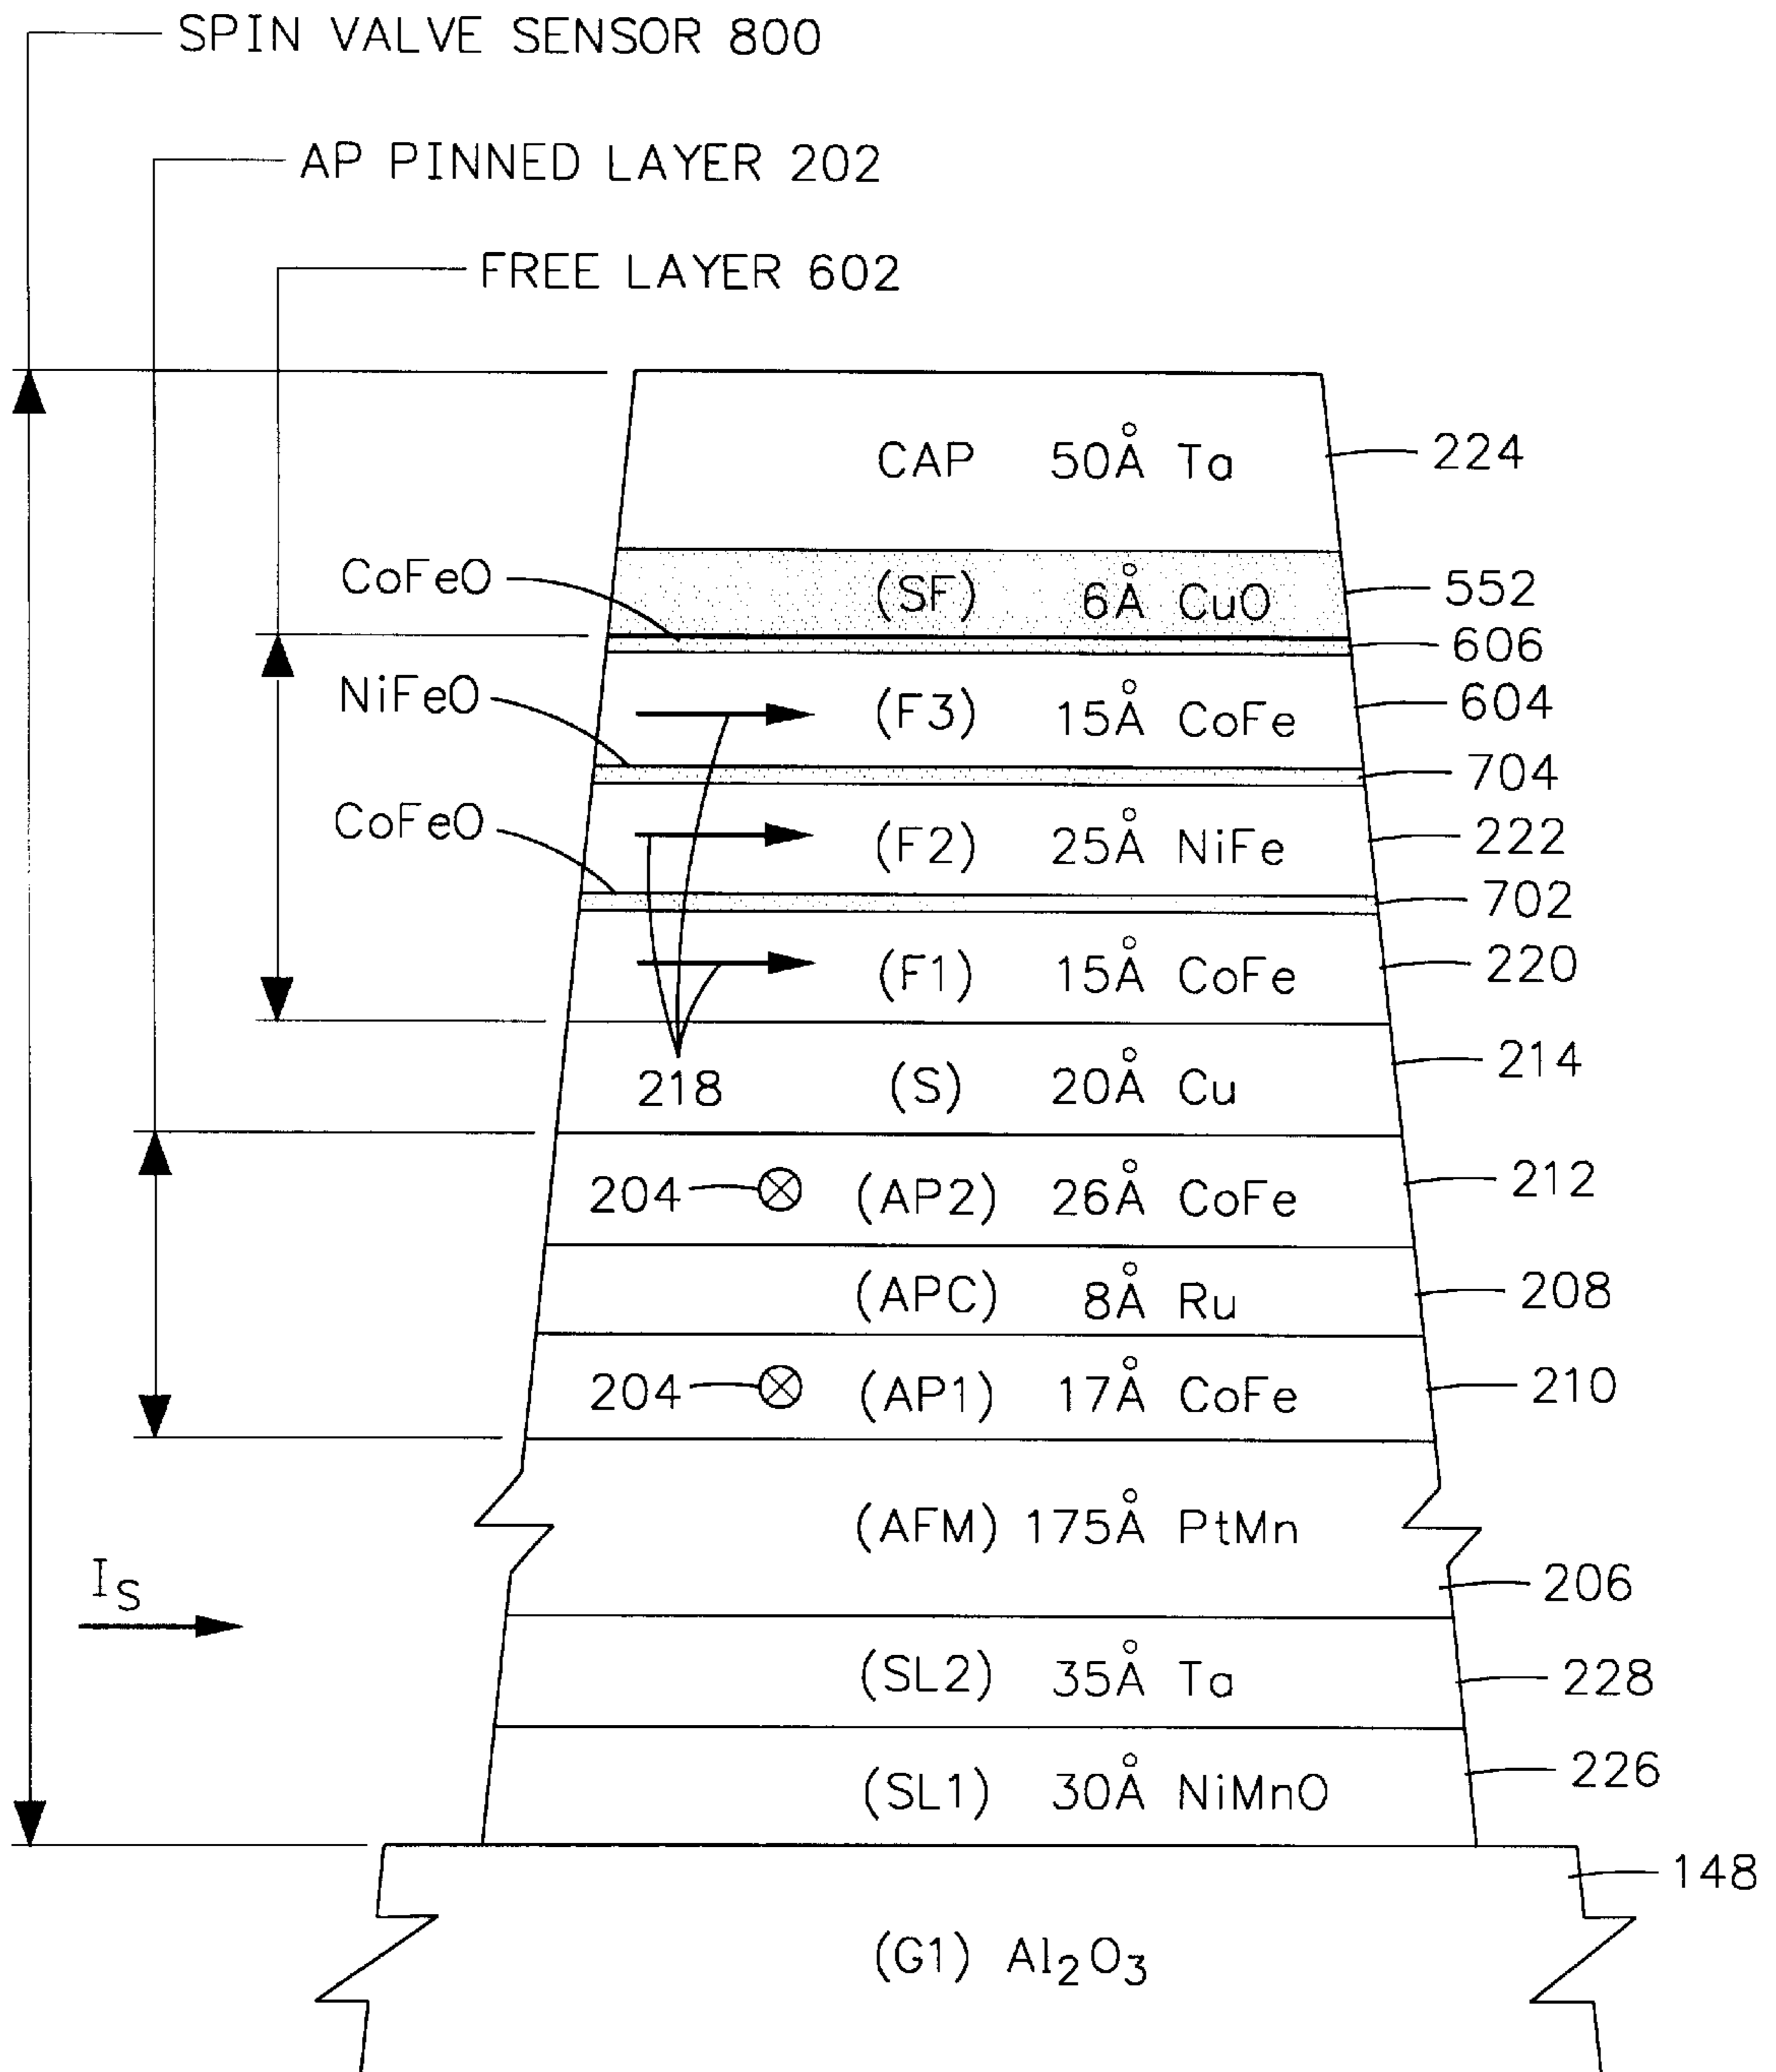 SPIN VALVE SENSOR 800
AP PINNED LAYER 202
FREE LAYER 602
CAP 50Å Ta 224
CoFeO (SF) 6Å CuO 552
606
NiFeO (F3) 15Å CoFe 604
704
CoFeO (F2) 25Å NiFe 222
702
(F1) 15Å CoFe 220
218 (S) 20Å Cu 214
204 (AP2) 26Å CoFe 212
(APC) 8Å Ru 208
204 (AP1) 17Å CoFe 210
(AFM) 175Å PtMn
206
IS
(SL2) 35Å Ta 228
(SL1) 30Å NiMnO 226
148
(G1) Al2O3